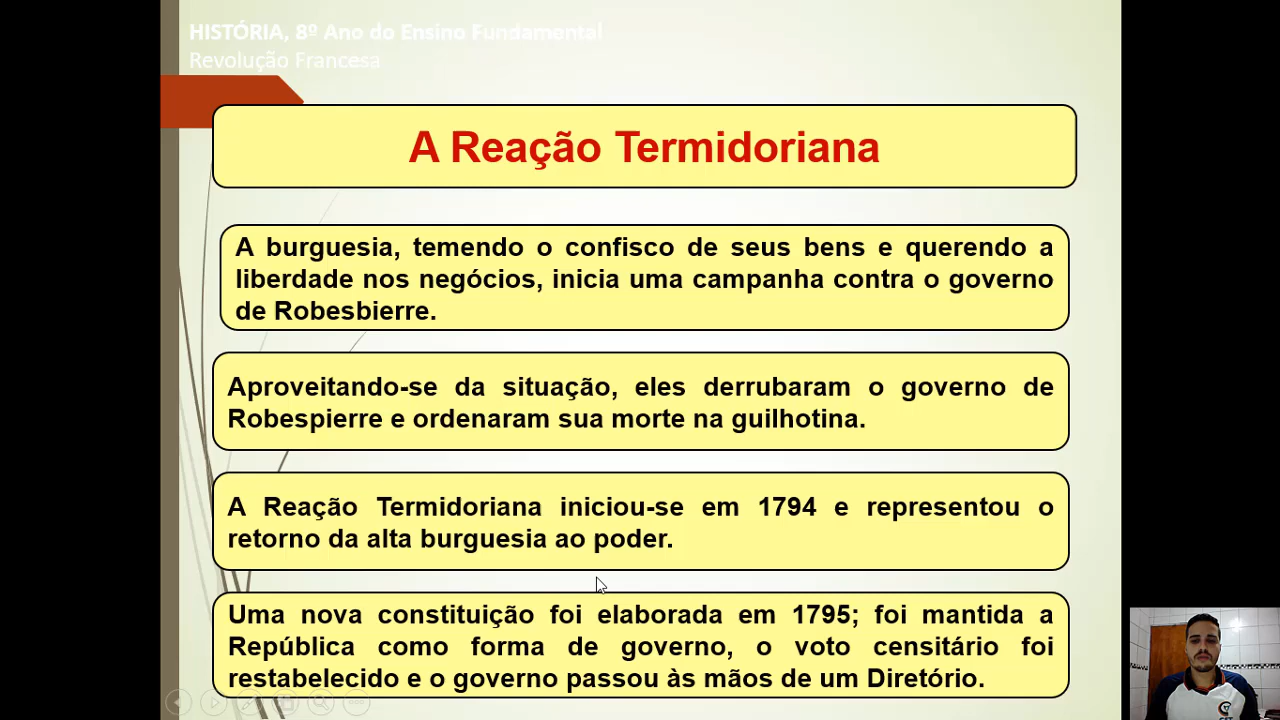 HISTÓRIA, 8º Ano do Ensino Fundamental
Revolução Francesa
A Reação Termidoriana
A burguesia, temendo o confisco de seus bens e querendo a
liberdade nos negócios, inicia uma campanha contra o governo
de Robesbierre.
Aproveitando-se da situação, eles derrubaram o governo de
Robespierre e ordenaram sua morte na guilhotina.
A Reação Termidoriana iniciou-se em 1794 e representou o
retorno da alta burguesia ao poder.
Uma nova constituição foi elaborada em 1795; foi mantida a
República como forma de governo, o voto censitário foi
restabelecido e o governo passou às mãos de um Diretório.